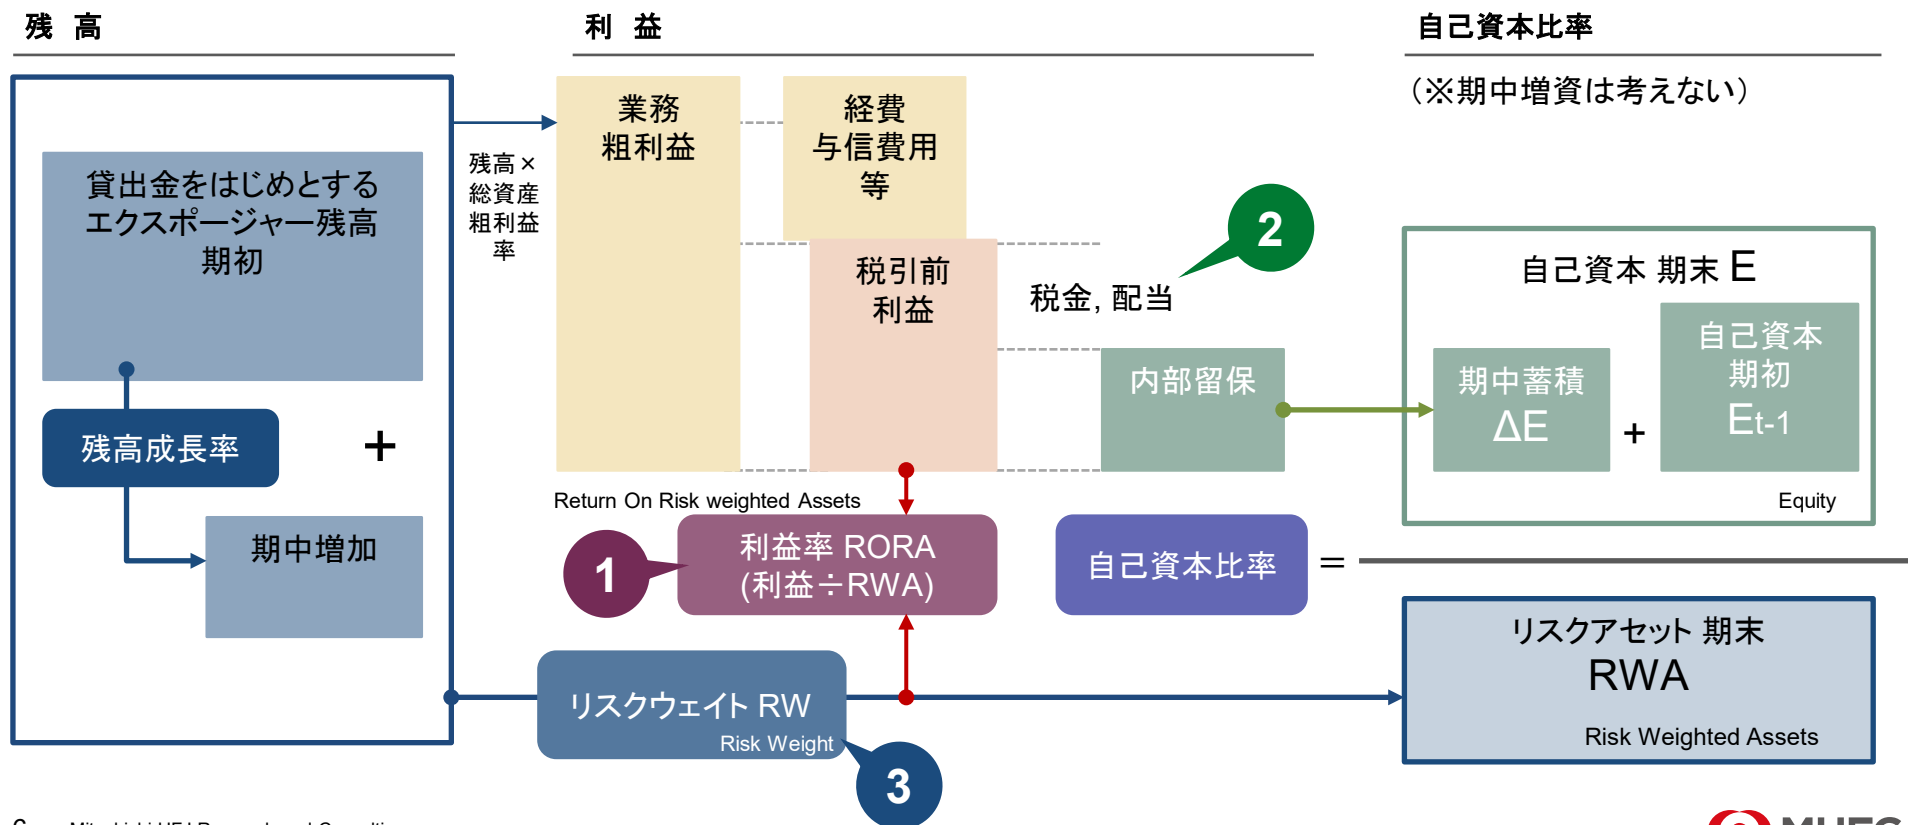 残 高
利 益
自己資本比率
（※期中増資は考えない）
貸出金をはじめとする
エクスポージャー残高
期初
残高成長率
＋
期中増加
残高×
総資産
粗利益
率
業務
粗利益
経費
与信費用
等
税引前
利益
2
税金, 配当
内部留保
自己資本 期末 E
期中蓄積
ΔE
+
自己資本
期初
Et-1
Equity
Return On Risk weighted Assets
1
利益率 RORA
(利益÷RWA)
自己資本比率
＝
リスクウェイト RW
Risk Weight
3
リスクアセット 期末
RWA
Risk Weighted Assets